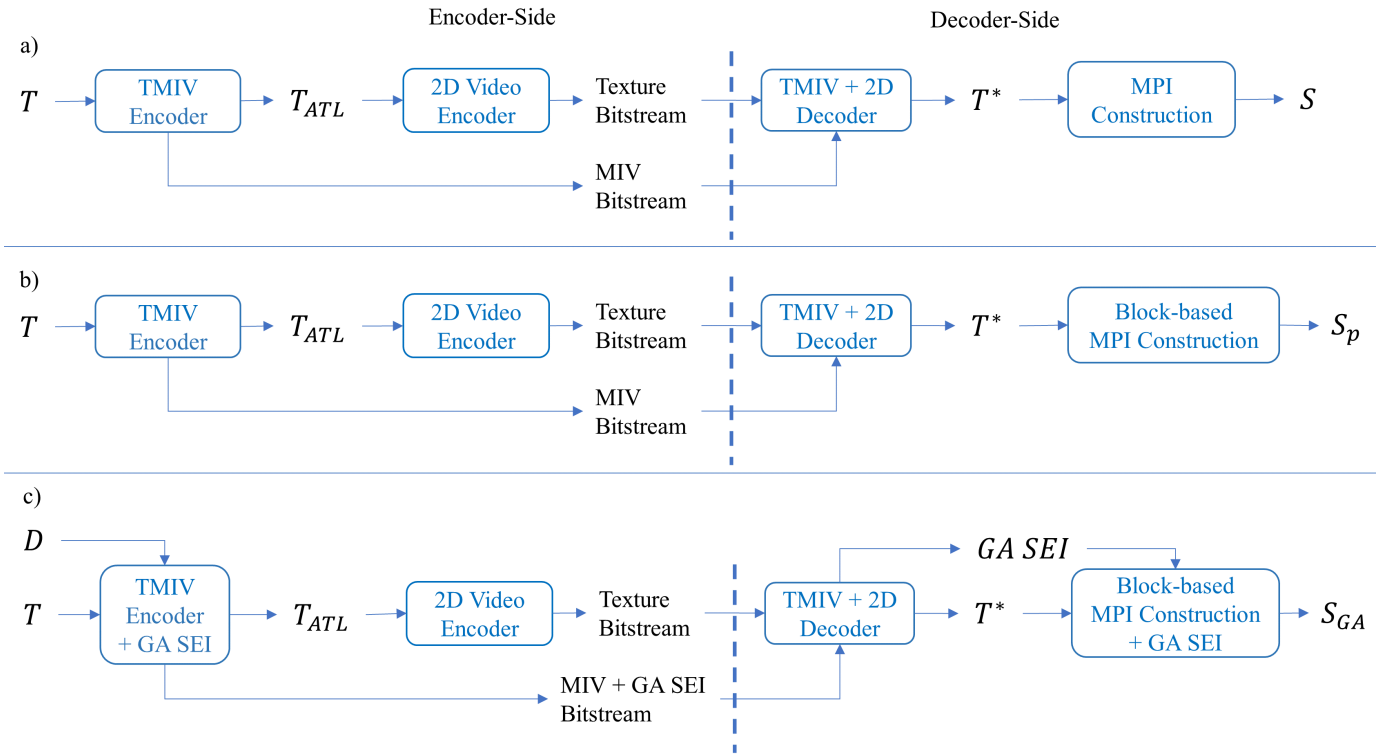 Encoder-Side
Decoder-Side
a)
T
TMIV
Encoder
T_ATL
2D Video
Encoder
Texture
Bitstream
MIV
Bitstream
TMIV + 2D
Decoder
T*
MPI
Construction
S
b)
T
TMIV
Encoder
T_ATL
2D Video
Encoder
Texture
Bitstream
MIV
Bitstream
TMIV + 2D
Decoder
T*
Block-based
MPI Construction
S_p
c)
D
T
TMIV
Encoder
+ GA SEI
T_ATL
2D Video
Encoder
Texture
Bitstream
MIV + GA SEI
Bitstream
TMIV + 2D
Decoder
GA SEI
T*
Block-based
MPI Construction
+ GA SEI
S_GA